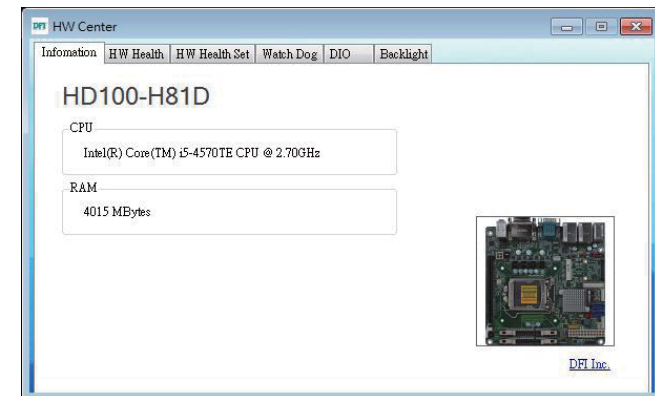 DFI HW Center
Infomation HW Health HW Health Set Watch Dog DIO Backlight
HD100-H81D
CPU
Intel(R) Core(TM) i5-4570TE CPU @ 2.70GHz
RAM
4015 MBytes
DFI Inc.